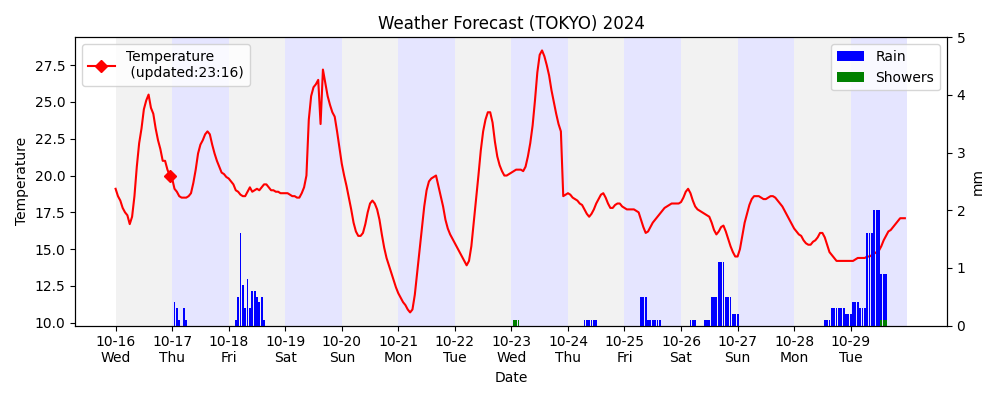 Weather Forecast (TOKYO) 2024
Temperature
(updated:23:16)
Rain
Showers
Temperature
27.5
25.0
22.5
20.0
17.5
15.0
12.5
10.0
5
4
3
2
1
0
mm
10-16 10-17 10-18 10-19 10-20 10-21 10-22 10-23 10-24 10-25 10-26 10-27 10-28 10-29
Wed Thu Fri Sat Sun Mon Tue Wed Thu Fri Sat Sun Mon Tue
Date